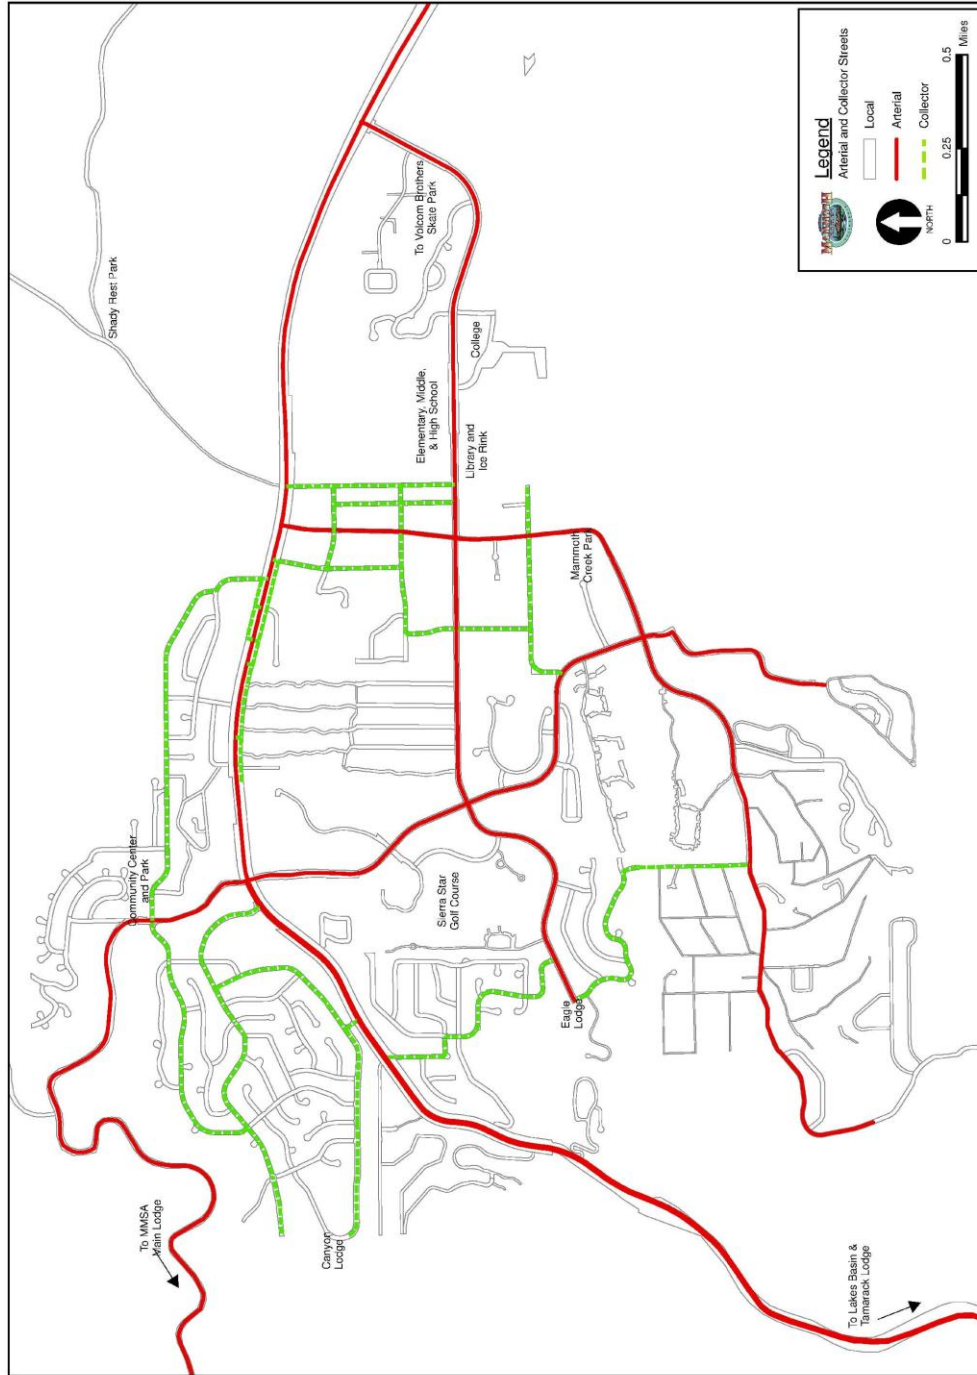 Shady Rest Park
To Volcom Brothers
Skate Park
College
Elementary, Middle,
& High School
Library and
Ice Rink
Mammoth
Creek Park
Community Center
and Park
Sierra Star
Golf Course
Eagle
Lodge
Canyon
Lodge
To MMSA
Main Lodge
To Lakes Basin &
Tamarack Lodge
Legend
Arterial and Collector Streets
Local
Arterial
Collector
NORTH
0 0.25 0.5
Miles